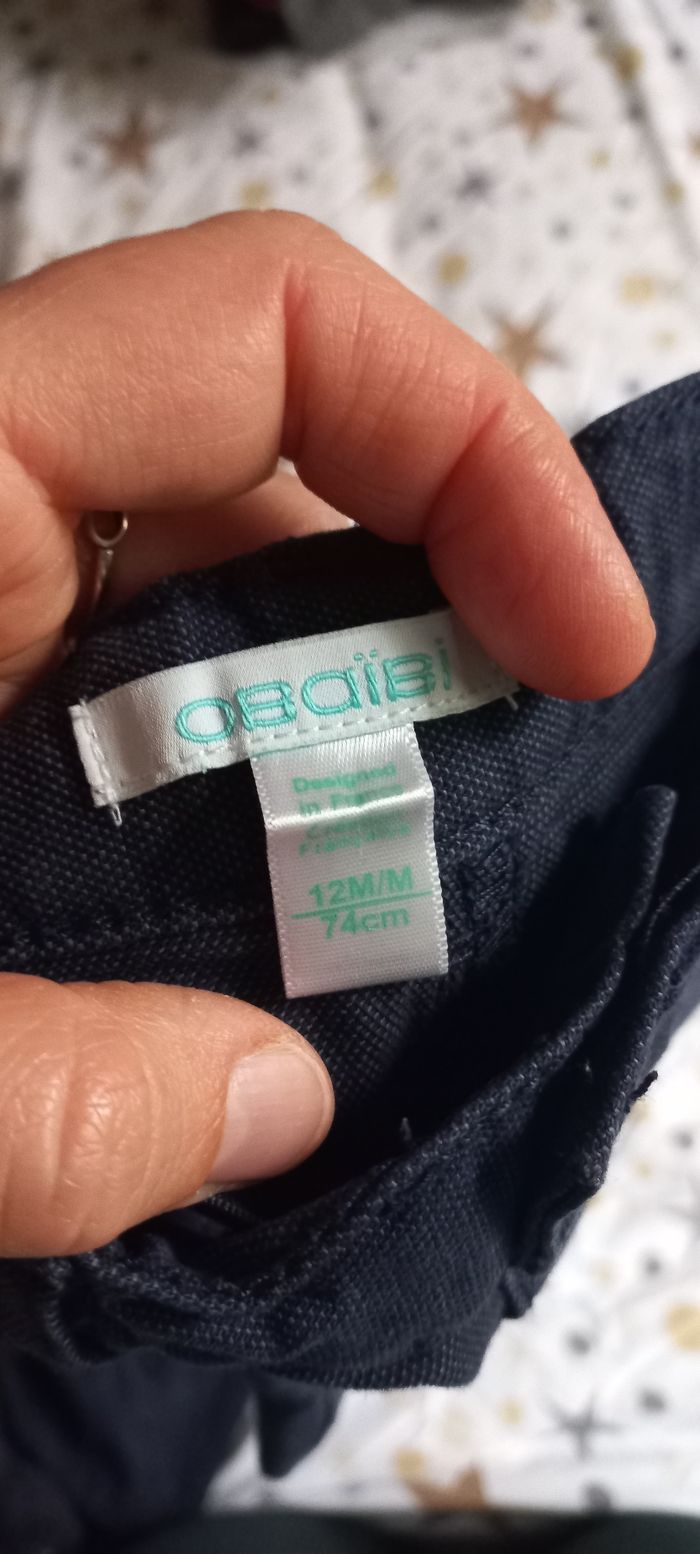 OBaïBi
Designed
in France
Création
Française
12M/M
74cm